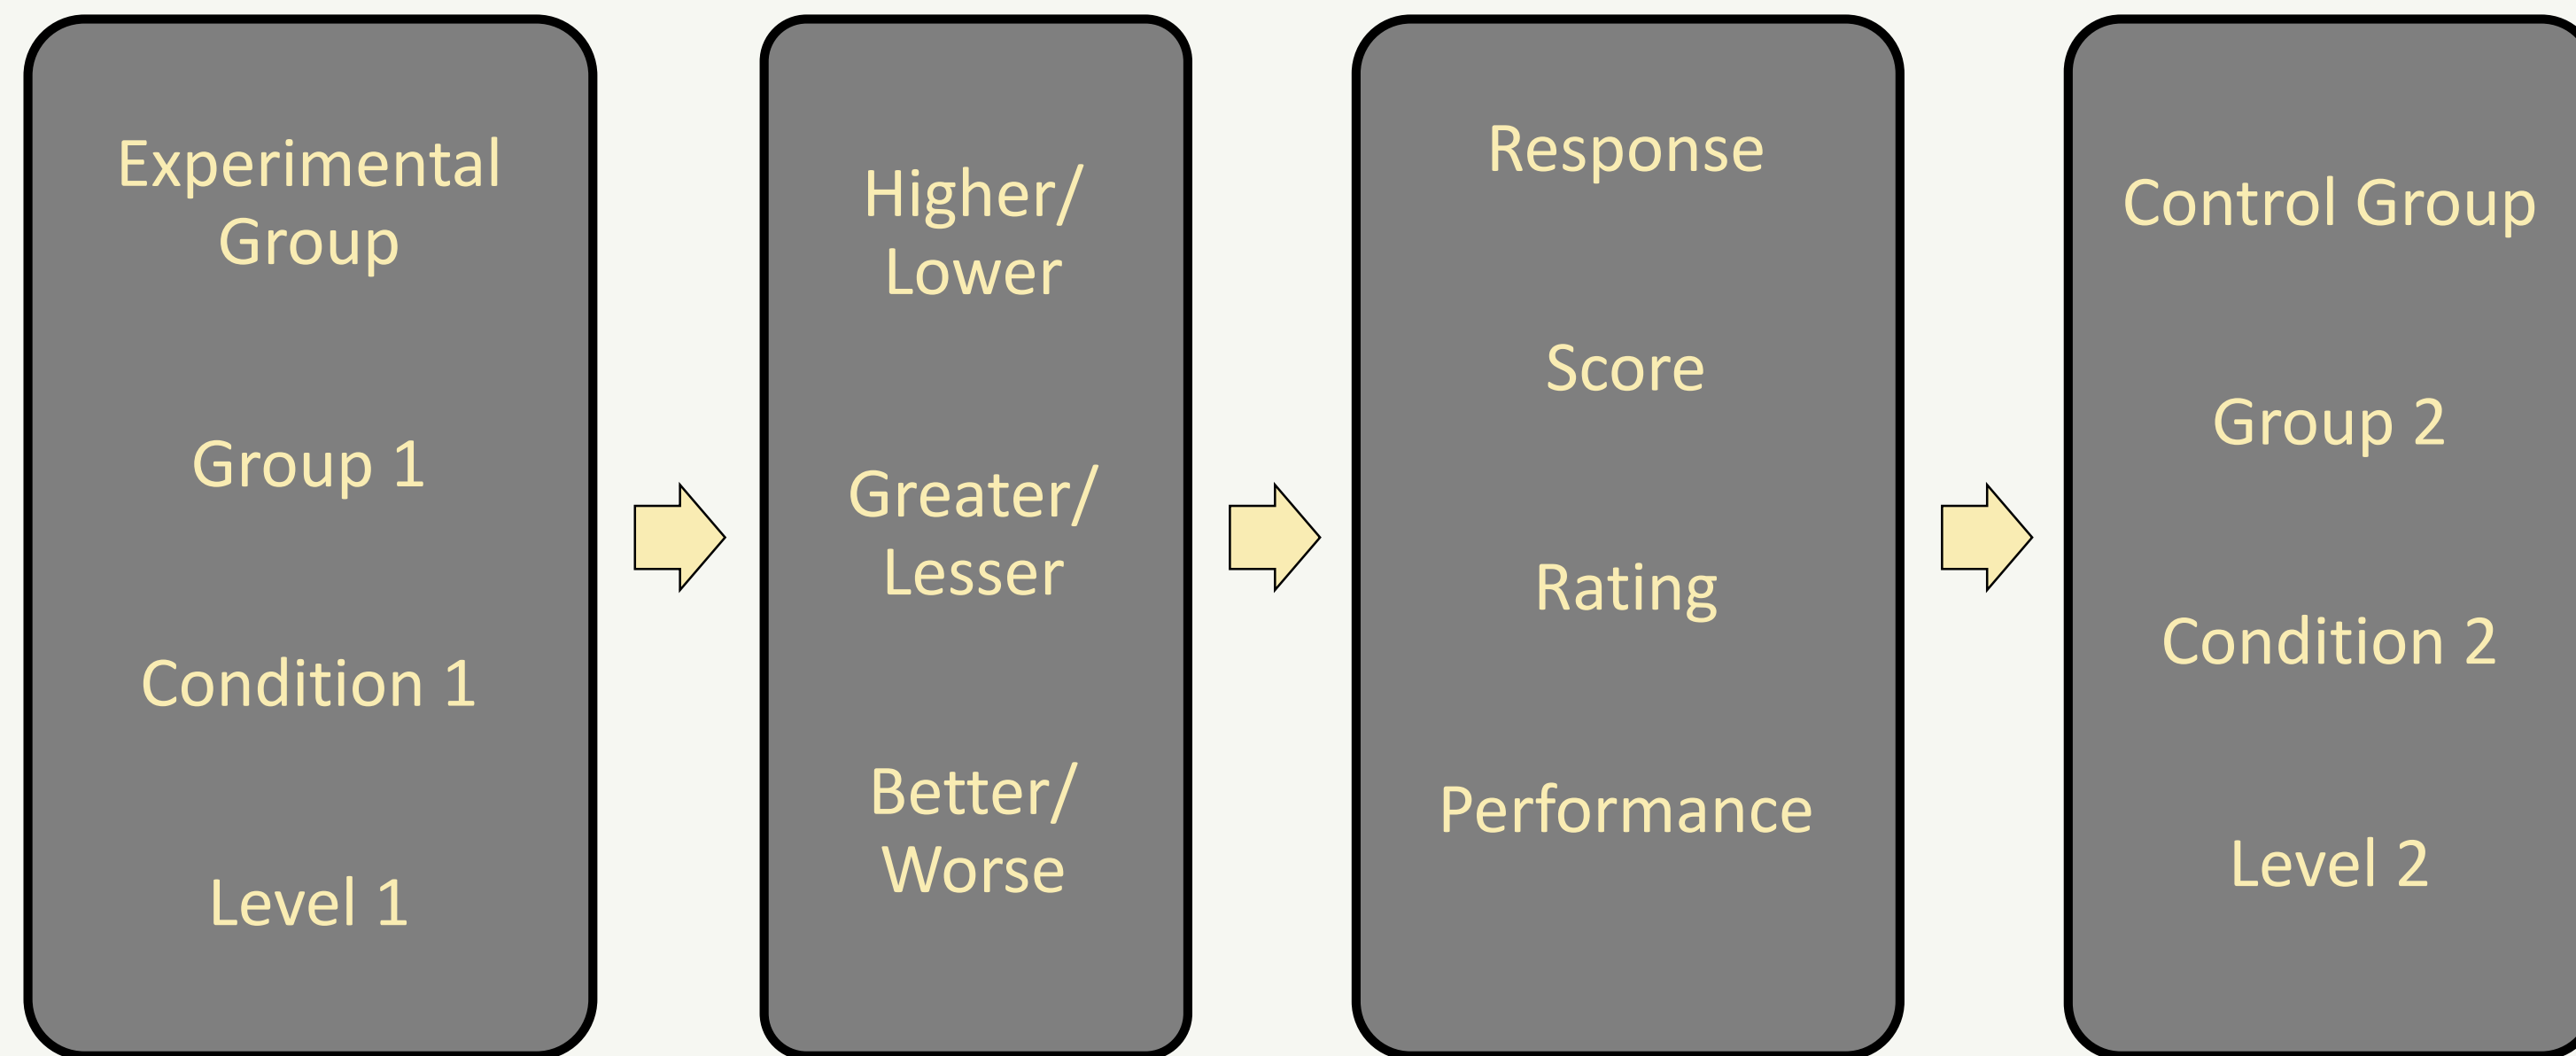 Experimental
Group
Group 1
Condition 1
Level 1
Higher/
Lower
Greater/
Lesser
Better/
Worse
Response
Score
Rating
Performance
Control Group
Group 2
Condition 2
Level 2